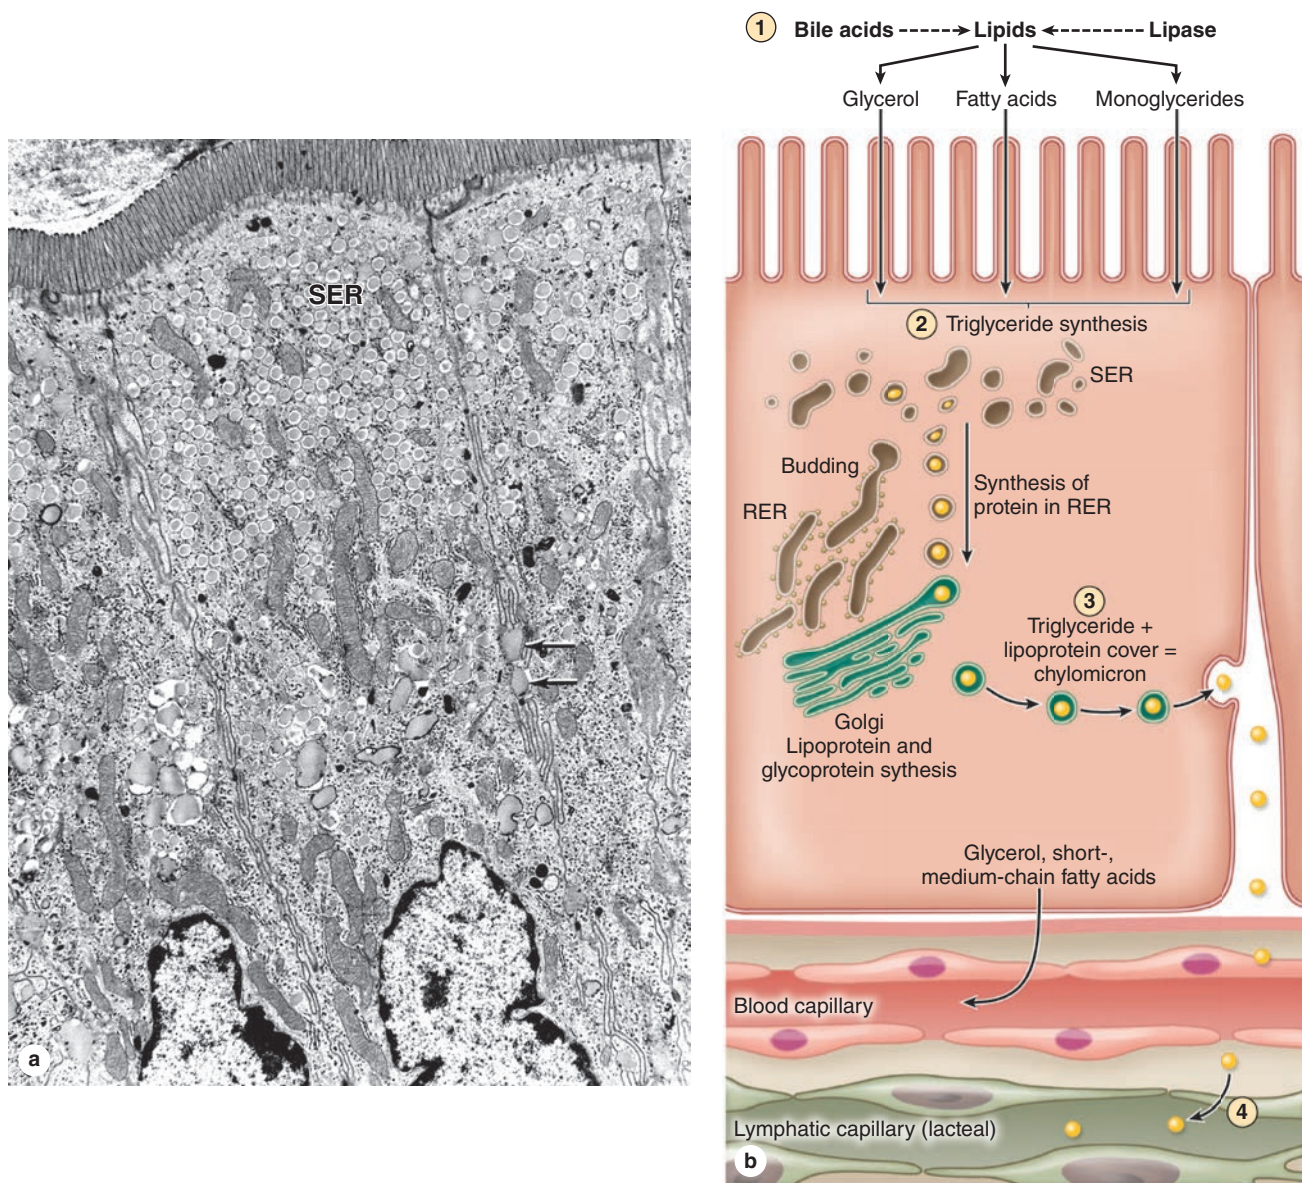 1 Bile acids Lipids Lipase
Glycerol Fatty acids Monoglycerides
SER
a
2 Triglyceride synthesis
SER
Budding
Synthesis of
protein in RER
RER
3
Triglyceride +
lipoprotein cover =
chylomicron
Golgi
Lipoprotein and
glycoprotein sythesis
Glycerol, short-,
medium-chain fatty acids
Blood capillary
4
Lymphatic capillary (lacteal)
b